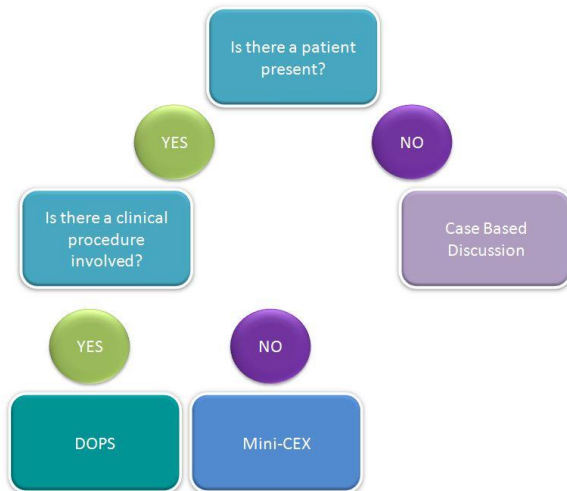 Is there a patient
present?
YES
NO
Is there a clinical
procedure
involved?
Case Based
Discussion
YES
NO
DOPS
Mini-CEX